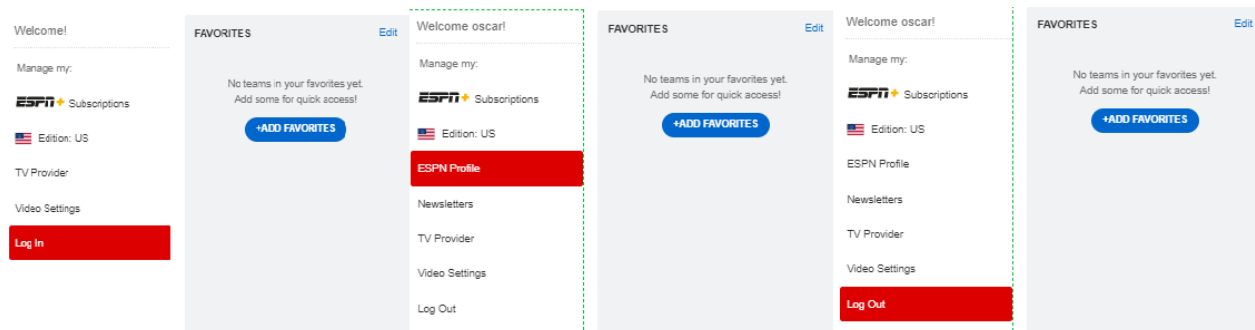 Welcome!
Manage my:
ESPN+ Subscriptions
Edition: US
TV Provider
Video Settings
Log In
FAVORITES Edit
No teams in your favorites yet.
Add some for quick access!
+ADD FAVORITES
Welcome oscar!
Manage my:
ESPN+ Subscriptions
Edition: US
ESPN Profile
Newsletters
TV Provider
Video Settings
Log Out
FAVORITES Edit
No teams in your favorites yet.
Add some for quick access!
+ADD FAVORITES
Welcome oscar!
Manage my:
ESPN+ Subscriptions
Edition: US
ESPN Profile
Newsletters
TV Provider
Video Settings
Log Out
FAVORITES Edit
No teams in your favorites yet.
Add some for quick access!
+ADD FAVORITES